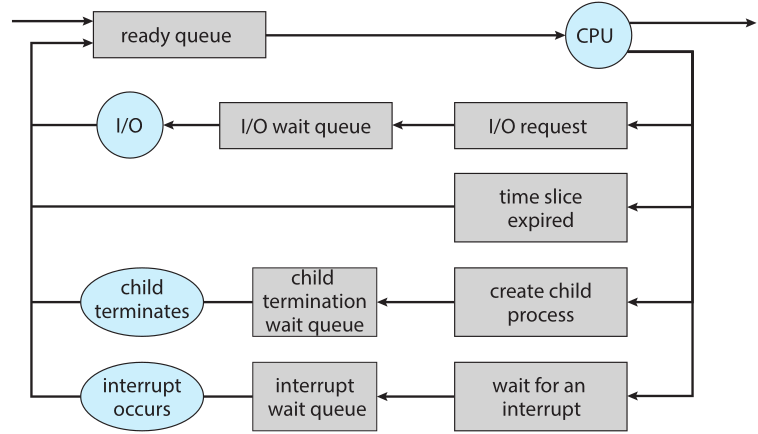 ready queue
CPU
I/O
I/O wait queue
I/O request
time slice
expired
child
terminates
child
termination
wait queue
create child
process
interrupt
occurs
interrupt
wait queue
wait for an
interrupt